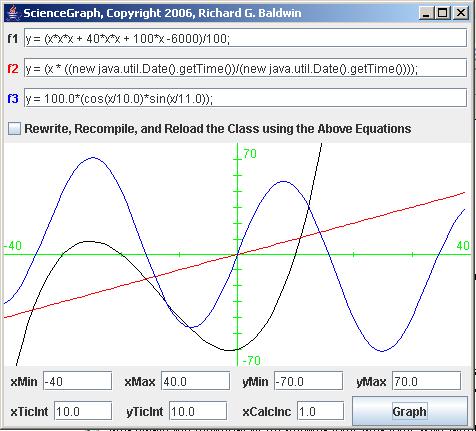 ScienceGraph, Copyright 2006, Richard G. Baldwin
f1 y = (x*x*x + 40*x*x + 100*x -6000)/100;
f2 y = (x * ((new java.util.Date().getTime())/(new java.util.Date().getTime())));
f3 y = 100.0*(cos(x/10.0)*sin(x/11.0));
Rewrite, Recompile, and Reload the Class using the Above Equations
70
-40 40
-70
xMin -40 xMax 40.0 yMin -70.0 yMax 70.0
xTicInt 10.0 yTicInt 10.0 xCalcInc 1.0 Graph